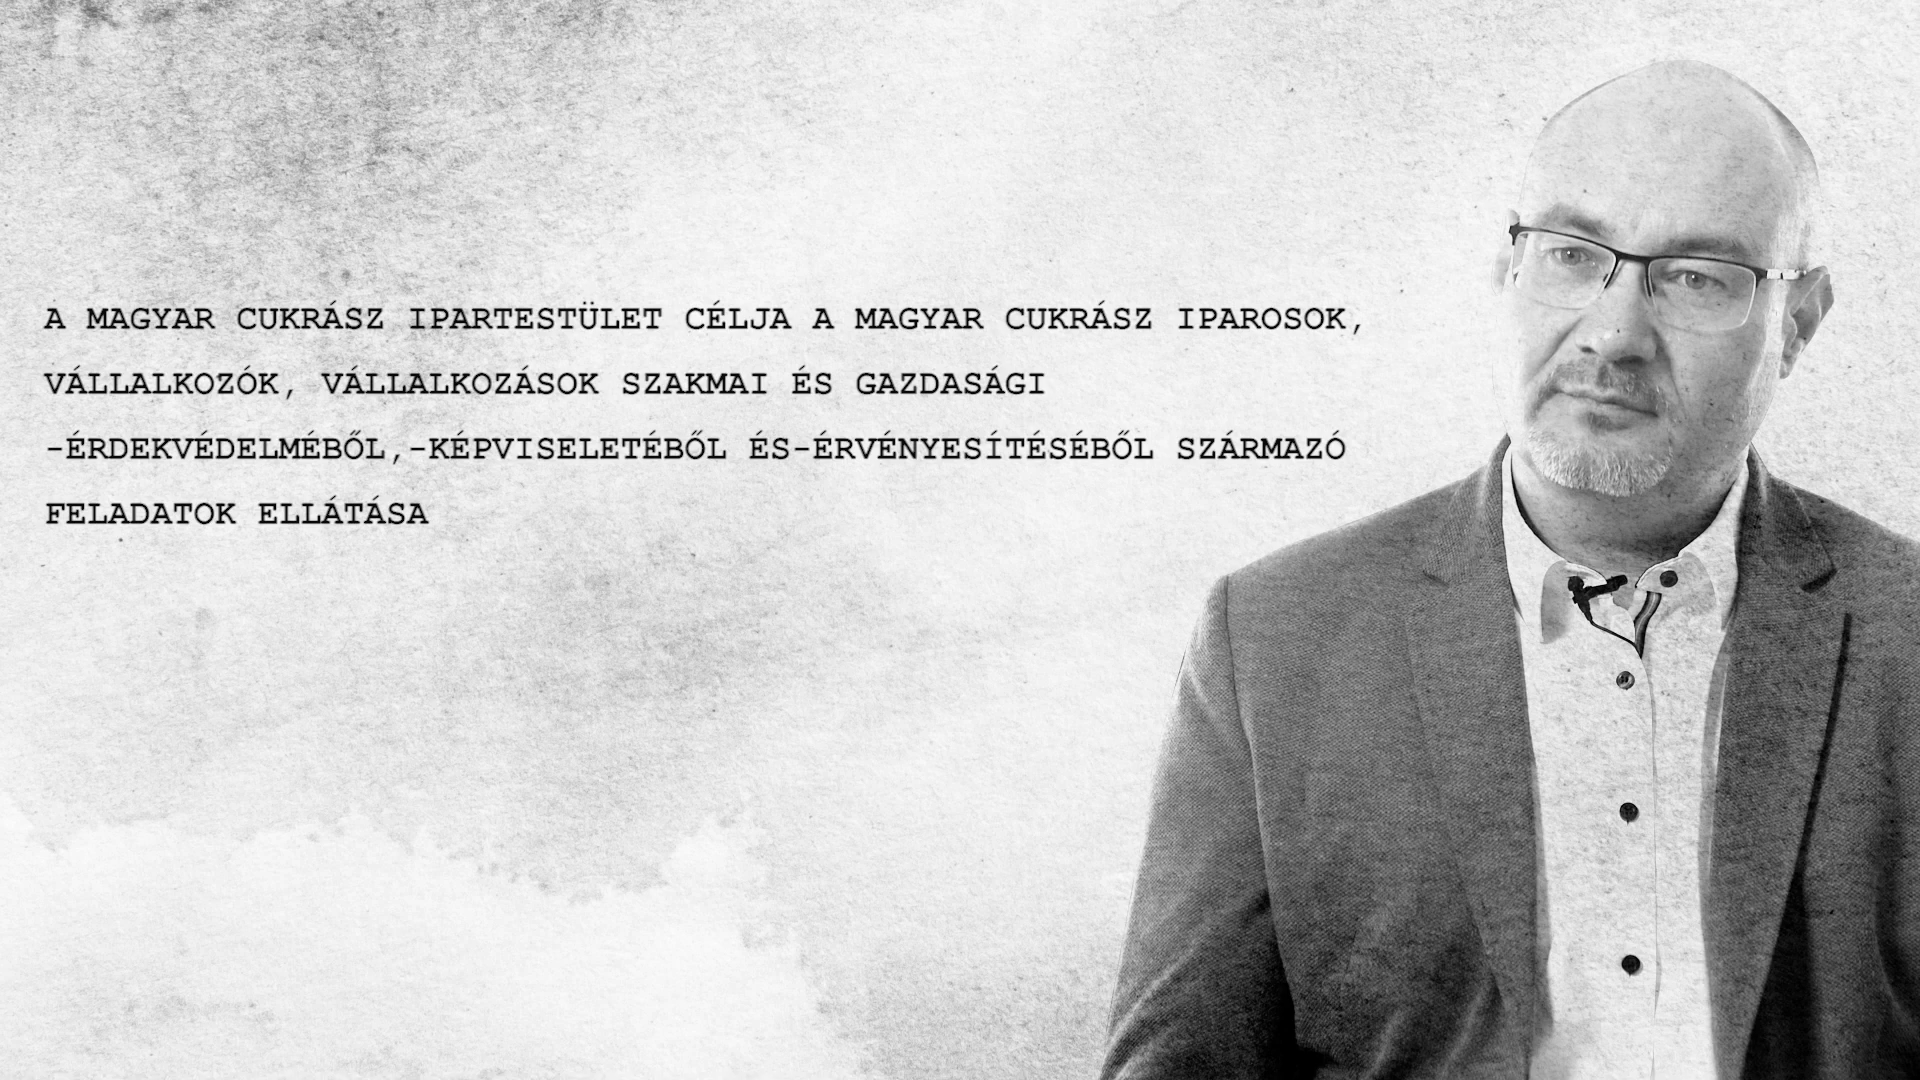 A MAGYAR CUKRÁSZ IPARTESTÜLET CÉLJA A MAGYAR CUKRÁSZ IPAROSOK,
VÁLLALKOZÓK, VÁLLALKOZÁSOK SZAKMAI ÉS GAZDASÁGI
-ÉRDEKVÉDELMÉBŐL,-KÉPVISELETÉBŐL ÉS-ÉRVÉNYESÍTÉSÉBŐL SZÁRMAZÓ
FELADATOK ELLÁTÁSA